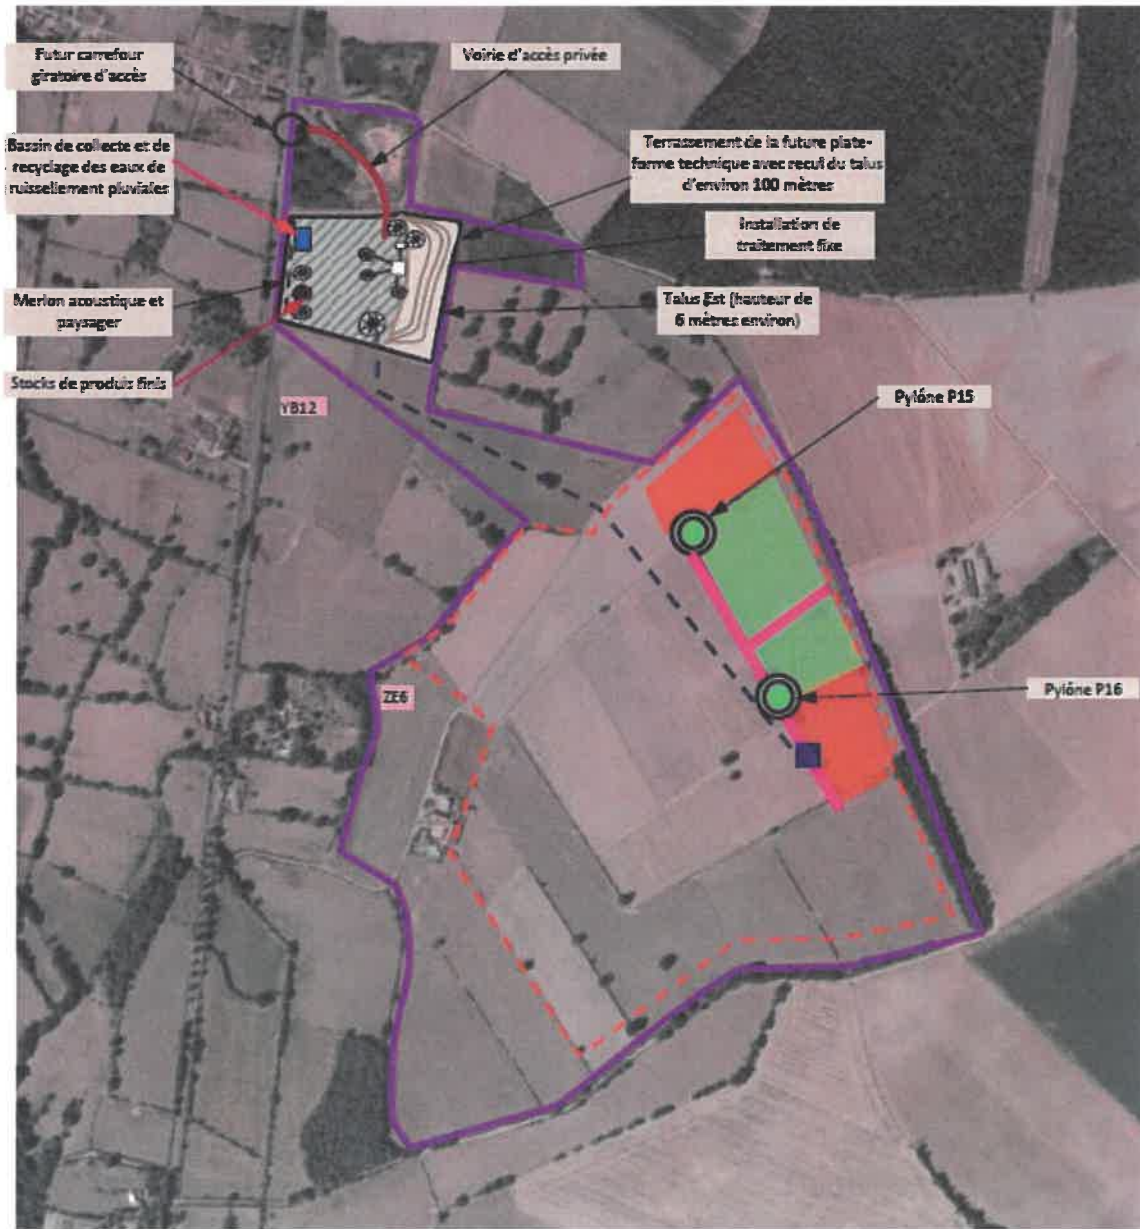 Futur carrefour
giratoire d'accès
Voirie d'accès privée
Bassin de collecte et de
recyclage des eaux de
ruissellement pluviales
Terrassement de la future plate-
forme technique avec recul du talus
d'environ 100 mètres
Installation de
traitement fixe
Merlon acoustique et
paysager
Talus Est (hauteur de
6 mètres environ)
Stocks de produis finis
YB12
Pylône P15
ZE6
Pylône P16